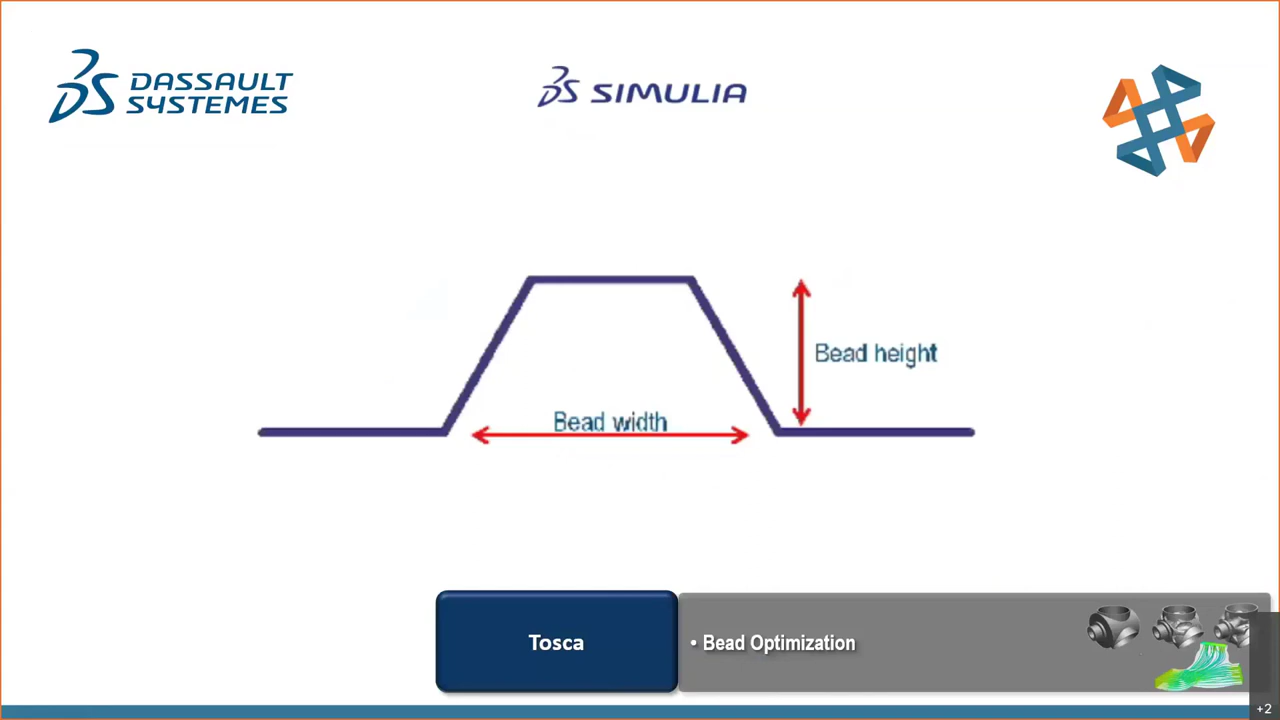 DASSAULT
SYSTEMES
SIMULIA
Bead height
Bead width
Tosca
• Bead Optimization
+2